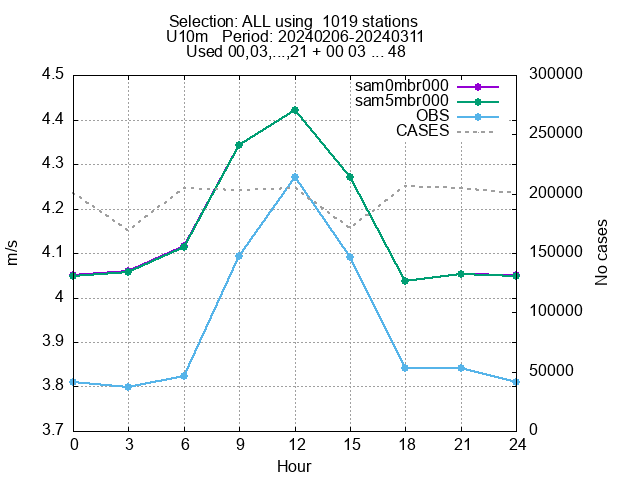 Selection: ALL using  1019 stations
U10m   Period: 20240206-20240311
Used 00,03,...,21 + 00 03 ... 48
4.5
4.4
4.3
4.2
4.1
4
3.9
3.8
3.7
m/s
300000
250000
200000
150000
100000
50000
0
No cases
sam0mbr000
sam5mbr000
OBS
CASES
0 3 6 9 12 15 18 21 24
Hour